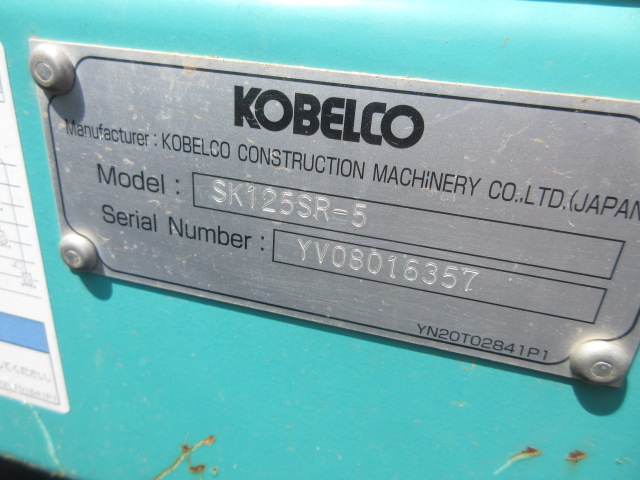 KOBELCO
Manufacturer : KOBELCO CONSTRUCTION MACHINERY CO.,LTD.(JAPAN
Model : SK125SR-5
Serial Number : YV08016357
YN20T02841P1